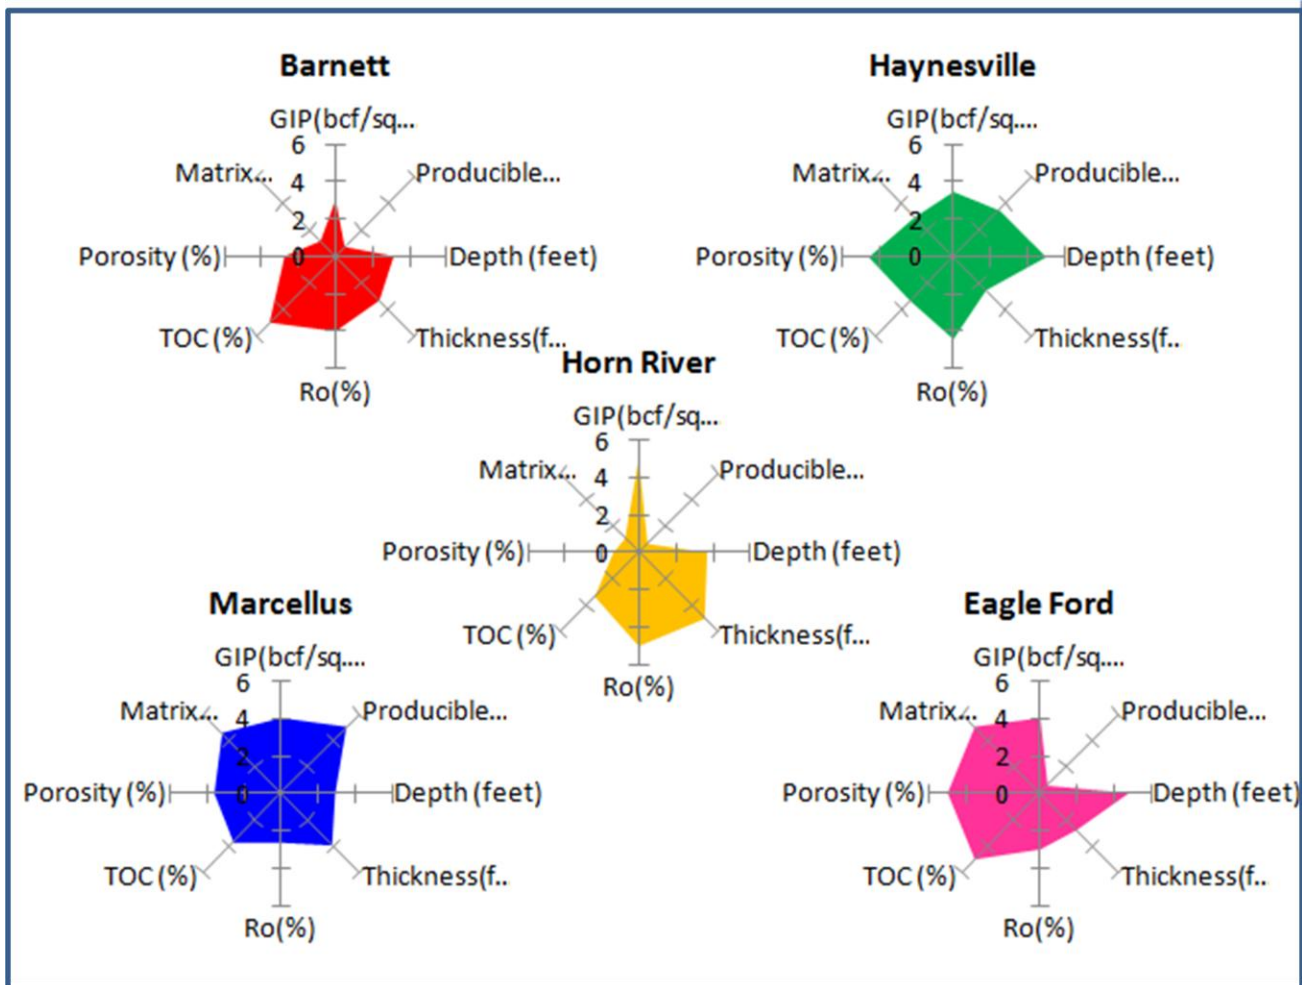 Barnett
GIP(bcf/sq...
6
Matrix...
Producible...
4
2
Porosity (%)
0
Depth (feet)
TOC (%)
Thickness(f...
Ro(%)
Haynesville
GIP(bcf/sq....
6
Matrix...
Producible...
4
2
Porosity (%)
0
Depth (feet)
TOC (%)
Thickness(f..
Ro(%)
Horn River
GIP(bcf/sq...
6
Matrix...
Producible...
4
2
Porosity (%)
0
Depth (feet)
TOC (%)
Thickness(f...
Ro(%)
Marcellus
GIP(bcf/sq....
6
Matrix...
Producible...
4
2
Porosity (%)
0
Depth (feet)
TOC (%)
Thickness(f..
Ro(%)
Eagle Ford
GIP(bcf/sq....
6
Matrix...
Producible...
4
2
Porosity (%)
0
Depth (feet)
TOC (%)
Thickness(f..
Ro(%)